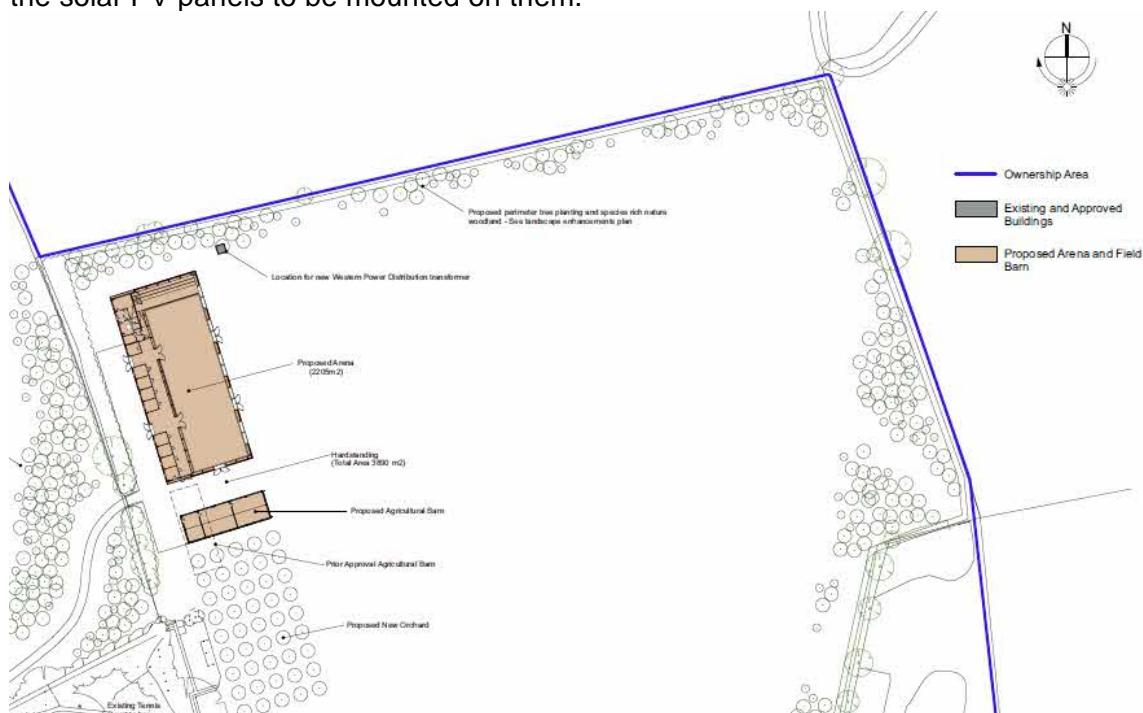 the solar PV panels to be mounted on them.
N
Ownership Area
Existing and Approved
Buildings
Proposed Arena and Field
Barn
Proposed perimeter tree planting and species rich nature
woodland - See landscape enhancements plan
Location for new Western Power Distribution transformer
Proposed Arena
(2205m2)
Hardstanding
(Total Area 3890 m2)
Proposed Agricultural Barn
Prior Approval Agricultural Barn
Proposed New Orchard
Existing Tennis